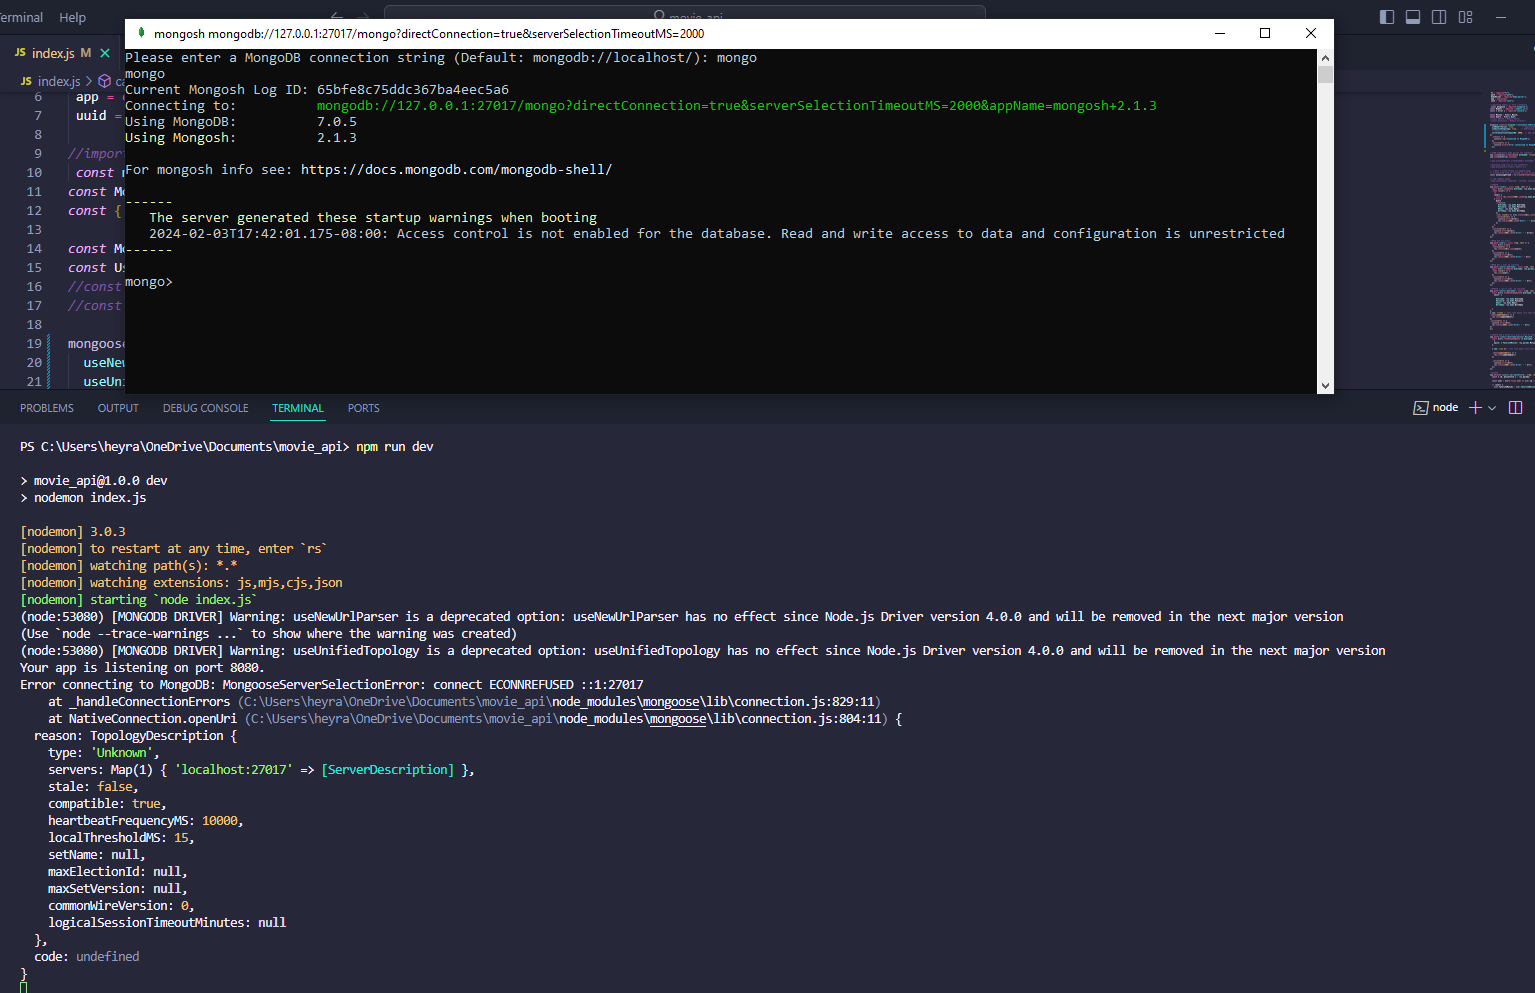 Terminal Help
movie_api
JS index.js M
JS index.js
mongosh mongodb://127.0.0.1:27017/mongo?directConnection=true&serverSelectionTimeoutMS=2000
Please enter a MongoDB connection string (Default: mongodb://localhost/): mongo
mongo
Current Mongosh Log ID: 65bfe8c75ddc367ba4eec5a6
Connecting to: mongodb://127.0.0.1:27017/mongo?directConnection=true&serverSelectionTimeoutMS=2000&appName=mongosh+2.1.3
Using MongoDB: 7.0.5
Using Mongosh: 2.1.3
For mongosh info see: https://docs.mongodb.com/mongodb-shell/
------
The server generated these startup warnings when booting
2024-02-03T17:42:01.175-08:00: Access control is not enabled for the database. Read and write access to data and configuration is unrestricted
------
mongo>
6 app =
7 uuid =
8
9 //impor
10 const
11 const M
12 const {
13
14 const M
15 const Us
16 //const
17 //const
18
19 mongoose
20 useNew
21 useUni
PROBLEMS OUTPUT DEBUG CONSOLE TERMINAL PORTS
node
PS C:\Users\heyra\OneDrive\Documents\movie_api> npm run dev
> movie_api@1.0.0 dev
> nodemon index.js
[nodemon] 3.0.3
[nodemon] to restart at any time, enter `rs`
[nodemon] watching path(s): *.*
[nodemon] watching extensions: js,mjs,cjs,json
[nodemon] starting `node index.js`
(node:53080) [MONGODB DRIVER] Warning: useNewUrlParser is a deprecated option: useNewUrlParser has no effect since Node.js Driver version 4.0.0 and will be removed in the next major version
(Use `node --trace-warnings ...` to show where the warning was created)
(node:53080) [MONGODB DRIVER] Warning: useUnifiedTopology is a deprecated option: useUnifiedTopology has no effect since Node.js Driver version 4.0.0 and will be removed in the next major version
Your app is listening on port 8080.
Error connecting to MongoDB: MongooseServerSelectionError: connect ECONNREFUSED ::1:27017
at _handleConnectionErrors (C:\Users\heyra\OneDrive\Documents\movie_api\node_modules\mongoose\lib\connection.js:829:11)
at NativeConnection.openUri (C:\Users\heyra\OneDrive\Documents\movie_api\node_modules\mongoose\lib\connection.js:804:11) {
reason: TopologyDescription {
type: 'Unknown',
servers: Map(1) { 'localhost:27017' => [ServerDescription] },
stale: false,
compatible: true,
heartbeatFrequencyMS: 10000,
localThresholdMS: 15,
setName: null,
maxElectionId: null,
maxSetVersion: null,
commonWireVersion: 0,
logicalSessionTimeoutMinutes: null
},
code: undefined
}